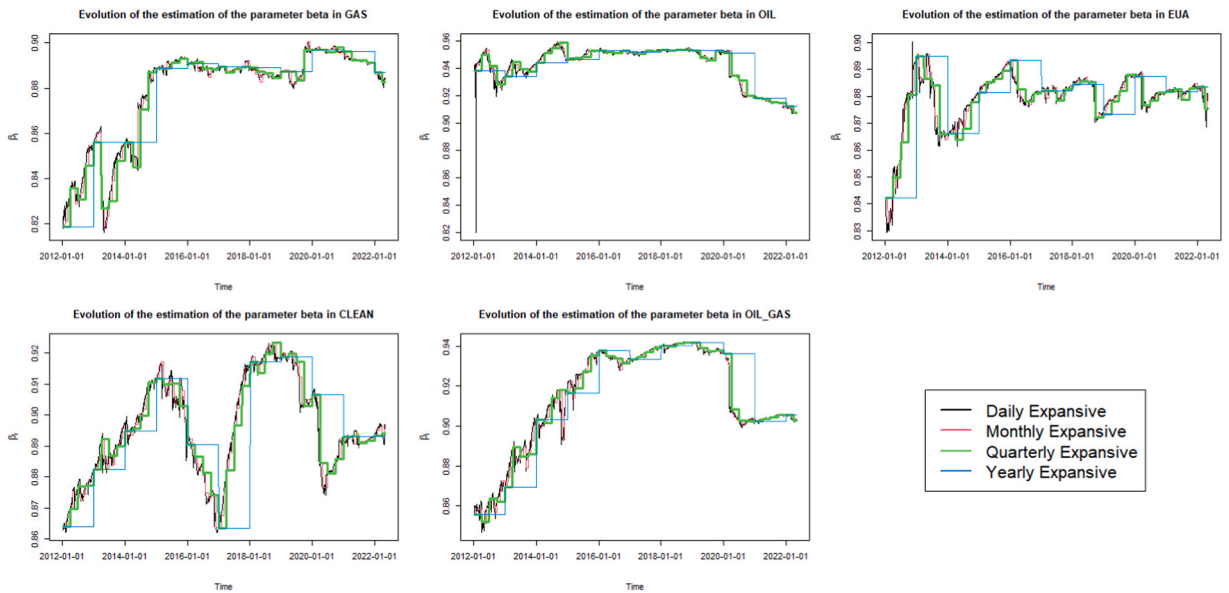 Evolution of the estimation of the parameter beta in GAS
0.90
0.88
0.86
0.84
0.82
βi
2012-01-01 2014-01-01 2016-01-01 2018-01-01 2020-01-01 2022-01-01
Time
Evolution of the estimation of the parameter beta in OIL
0.96
0.94
0.92
0.90
0.88
0.86
0.84
0.82
βi
2012-01-01 2014-01-01 2016-01-01 2018-01-01 2020-01-01 2022-01-01
Time
Evolution of the estimation of the parameter beta in EUA
0.90
0.89
0.88
0.87
0.86
0.85
0.84
0.83
βi
2012-01-01 2014-01-01 2016-01-01 2018-01-01 2020-01-01 2022-01-01
Time
Evolution of the estimation of the parameter beta in CLEAN
0.92
0.91
0.90
0.89
0.88
0.87
0.86
βi
2012-01-01 2014-01-01 2016-01-01 2018-01-01 2020-01-01 2022-01-01
Time
Evolution of the estimation of the parameter beta in OIL_GAS
0.94
0.92
0.90
0.88
0.86
βi
2012-01-01 2014-01-01 2016-01-01 2018-01-01 2020-01-01 2022-01-01
Time
Daily Expansive
Monthly Expansive
Quarterly Expansive
Yearly Expansive